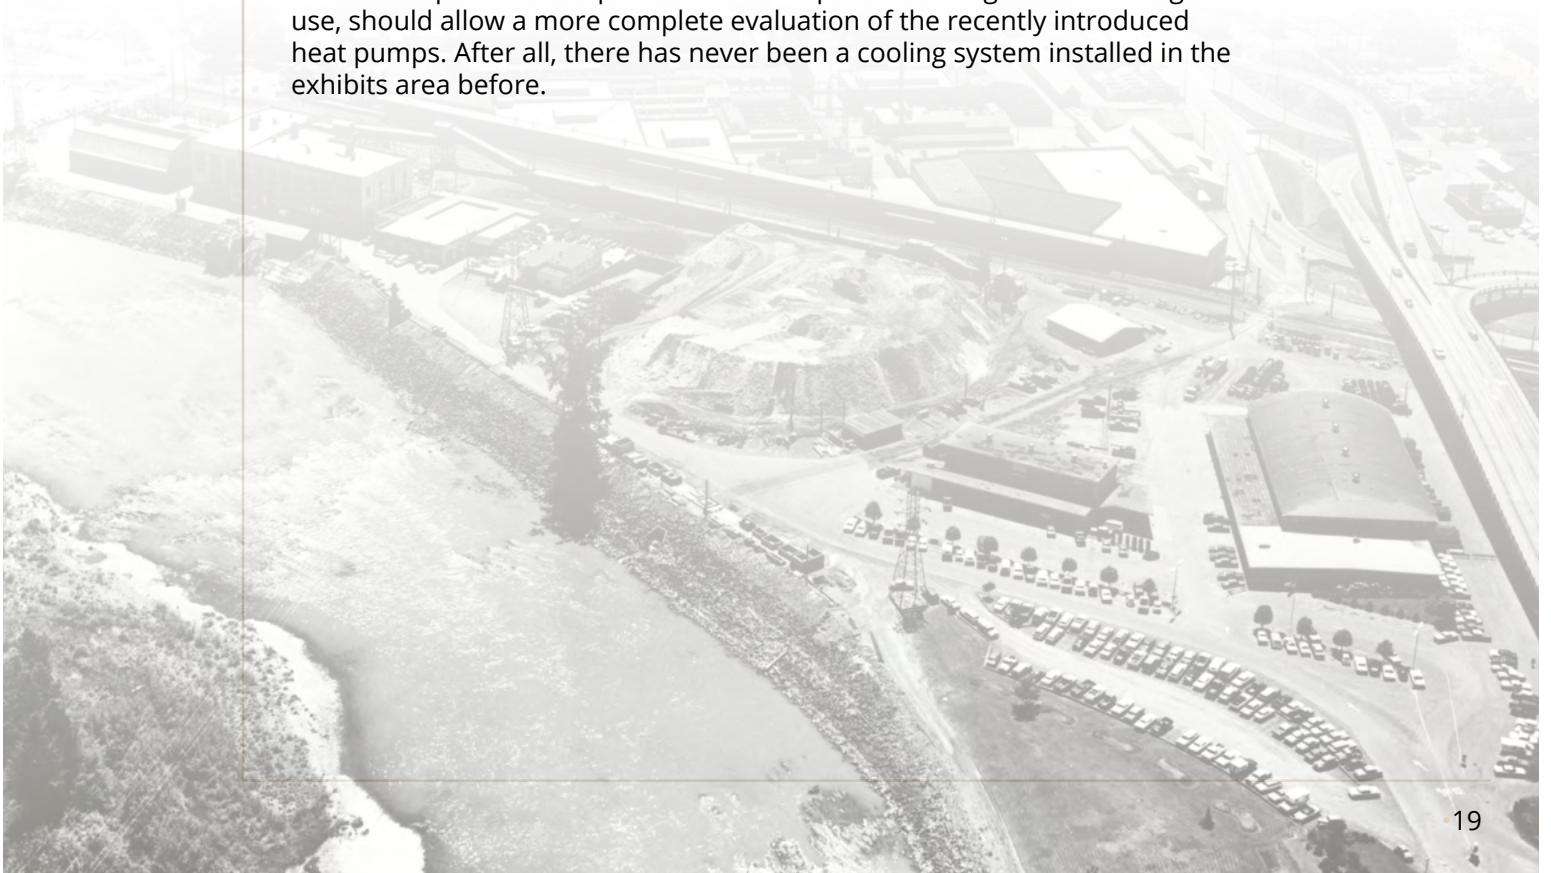 use, should allow a more complete evaluation of the recently introduced
heat pumps. After all, there has never been a cooling system installed in the
exhibits area before.
19